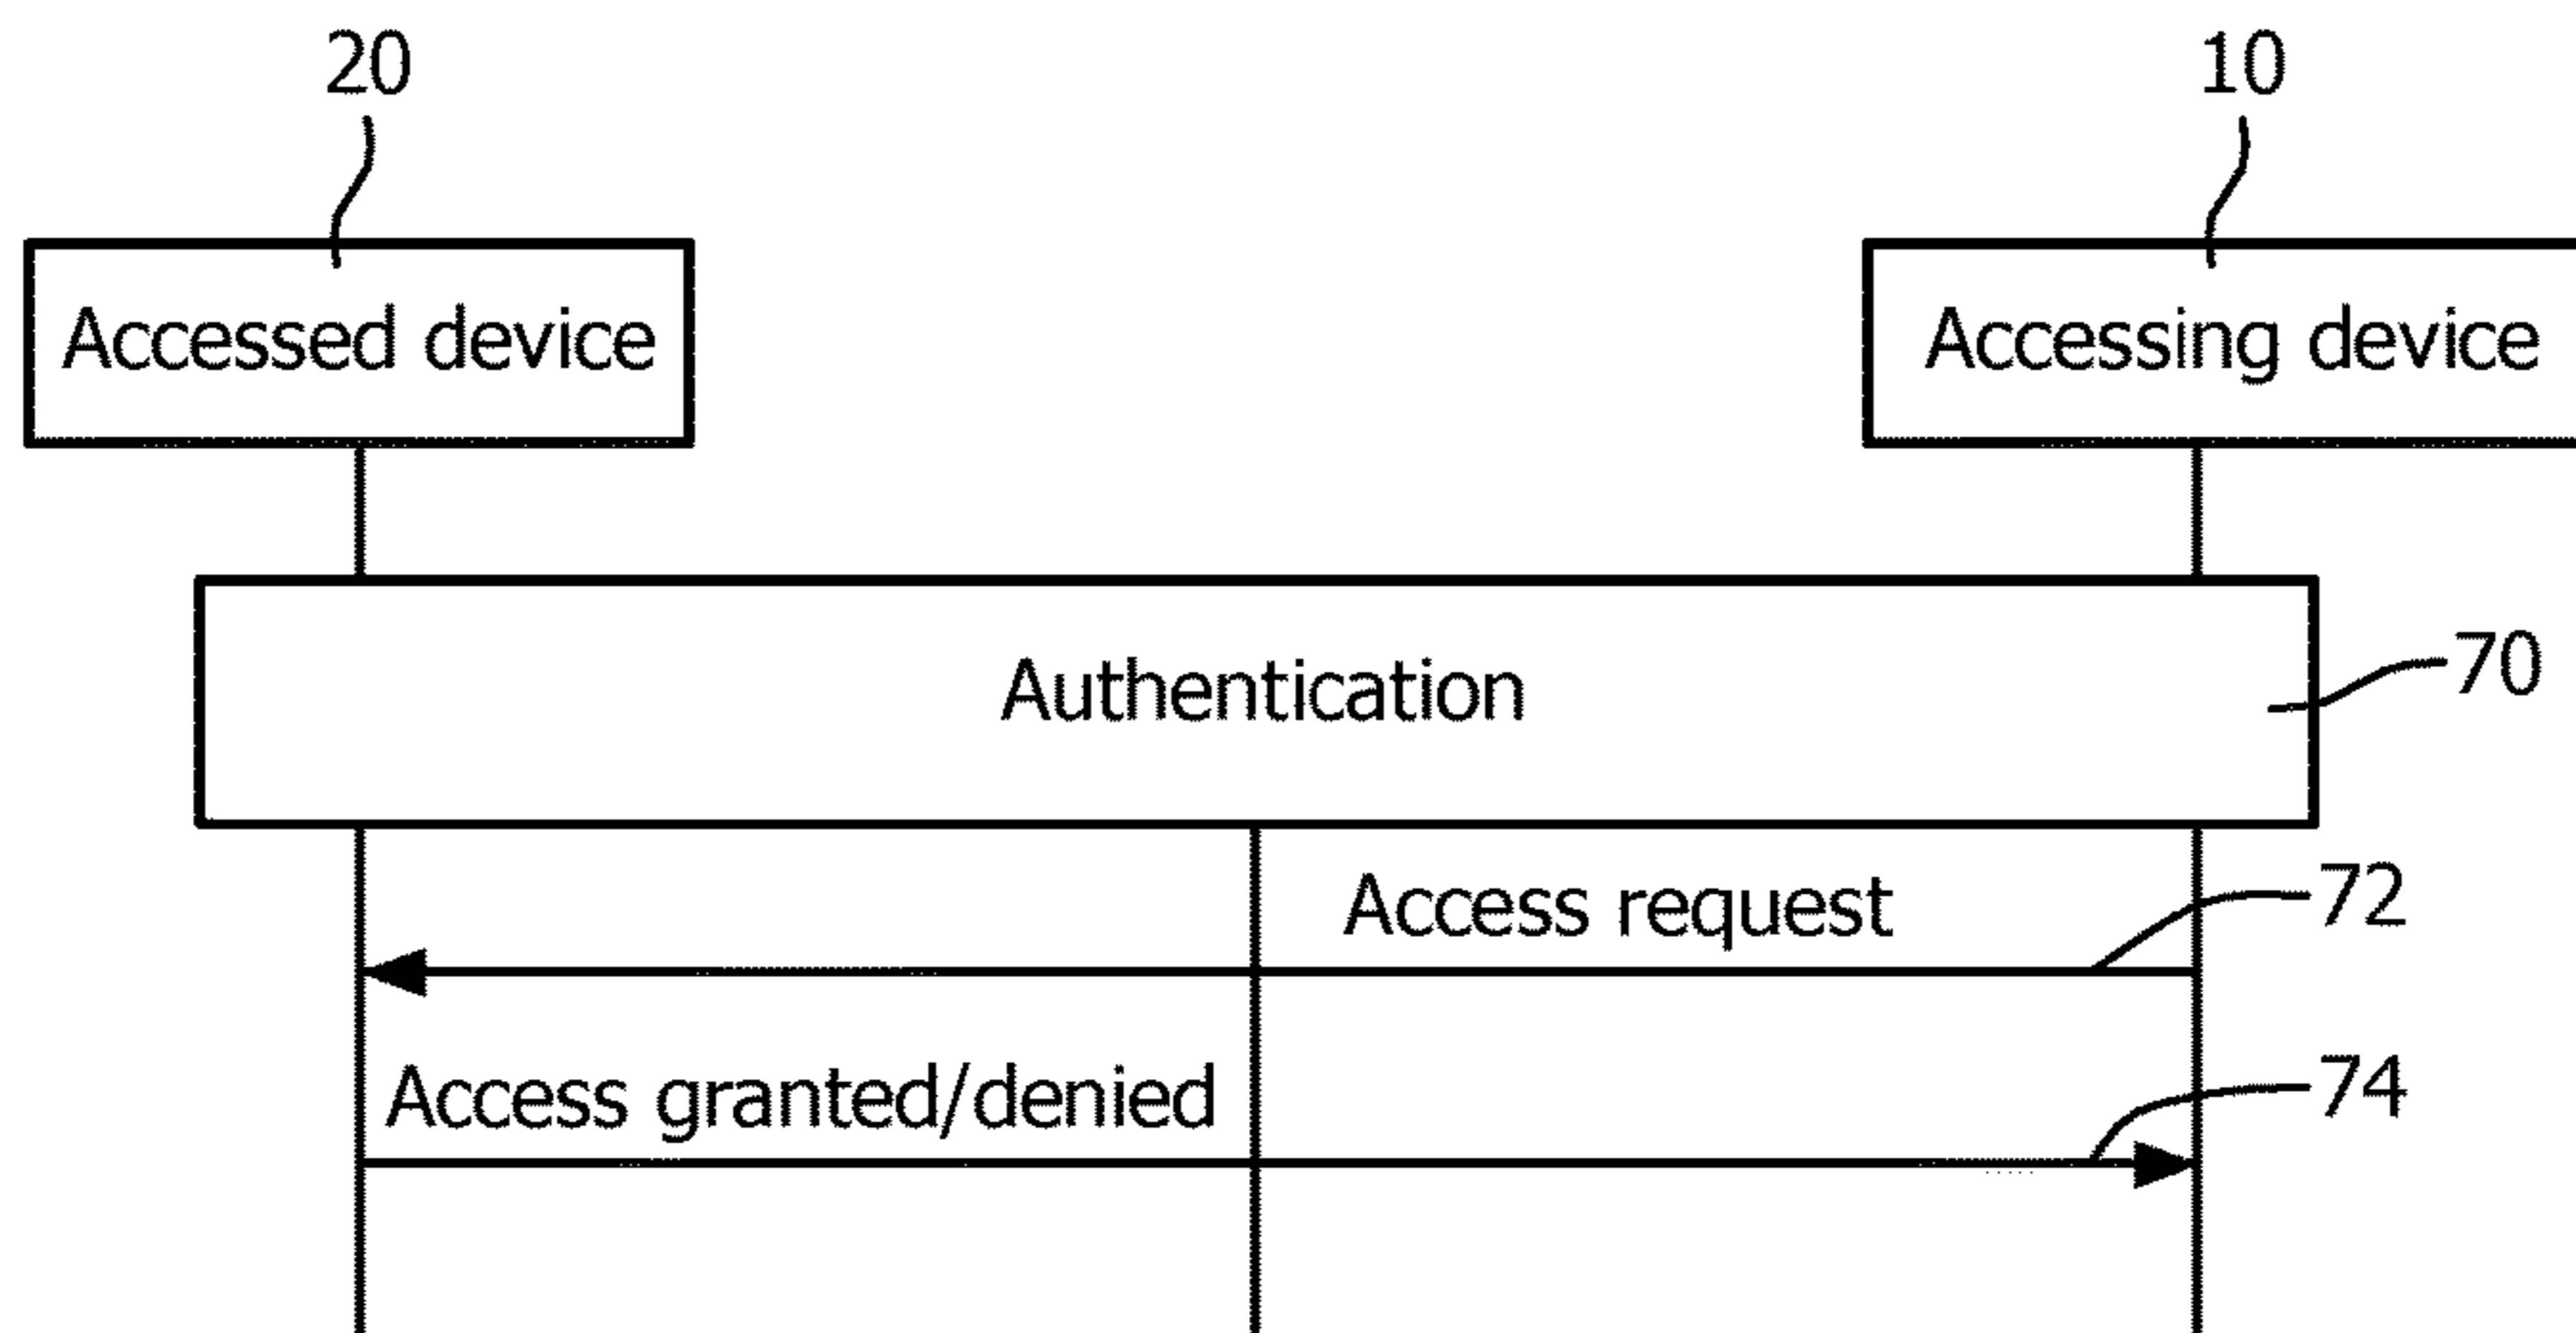 20
10
Accessed device
Accessing device
Authentication
70
Access request
72
Access granted/denied
74